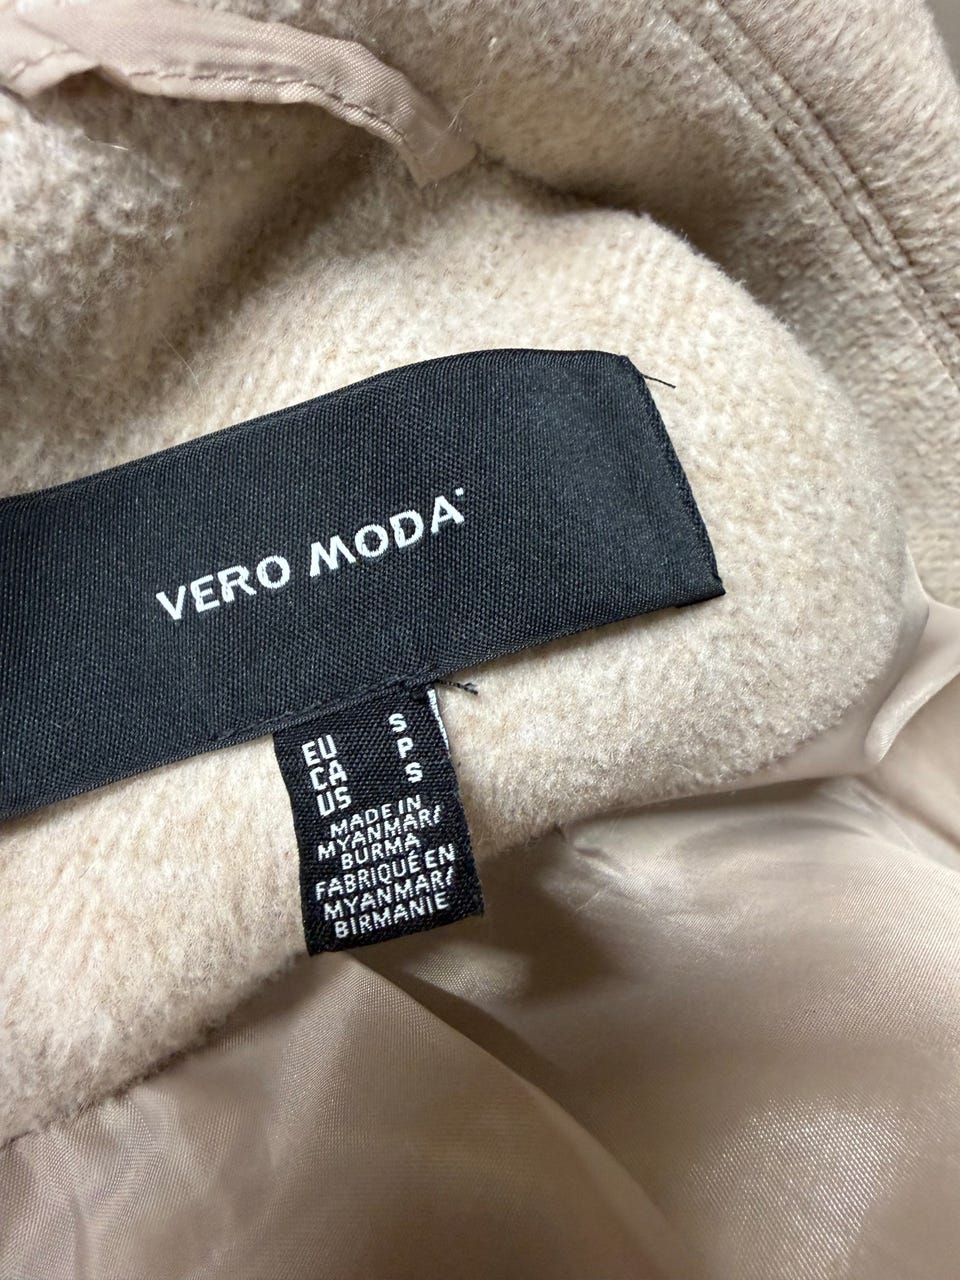 VERO MODA
EU S
CA P
US S
MADE IN
MYANMAR/
BURMA
FABRIQUÉ EN
MYANMAR/
BIRMANIE